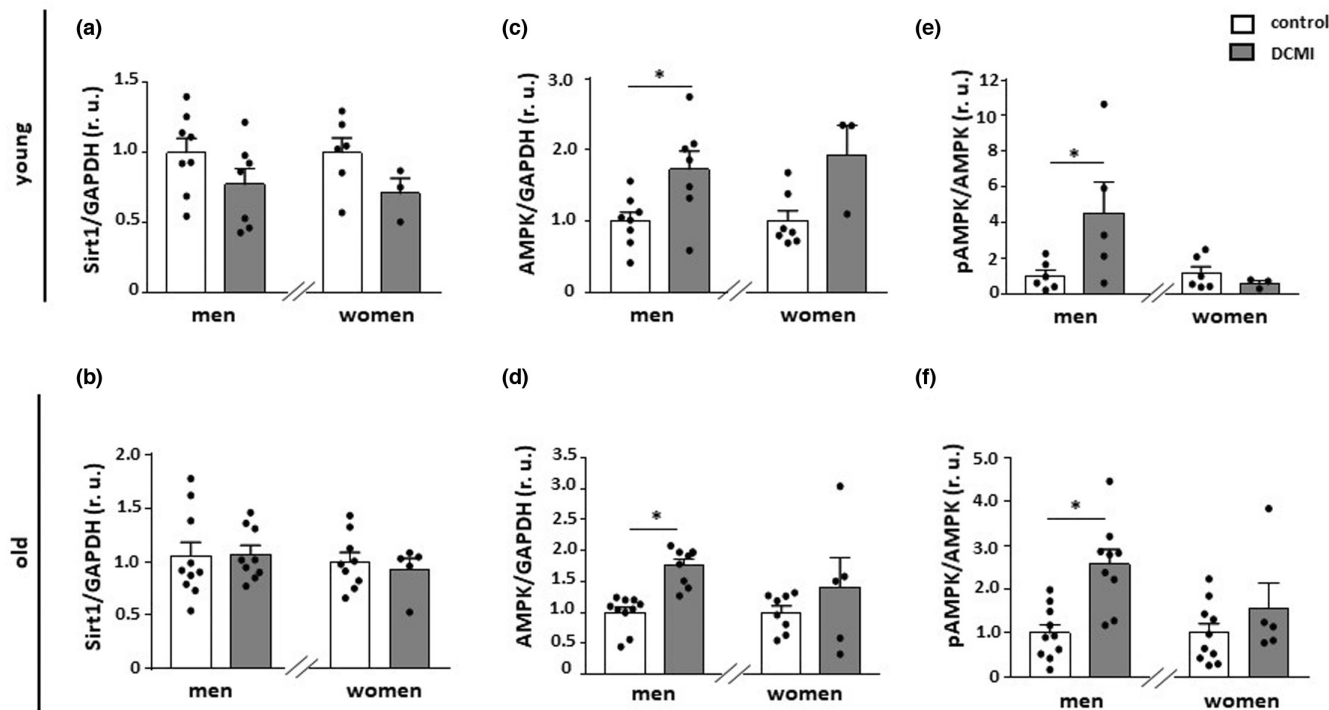 control
DCMI
young
(a)
Sirt1/GAPDH (r. u.)
1.5
1.0
0.5
0
men women
(c)
AMPK/GAPDH (r. u.)
3.0
2.0
1.0
0
*
men women
(e)
pAMPK/AMPK (r. u.)
12
10
8
6
4
2
0
*
men women
old
(b)
Sirt1/GAPDH (r. u.)
2.0
1.5
1.0
0.5
0
men women
(d)
AMPK/GAPDH (r. u.)
3.5
3.0
2.5
2.0
1.5
1.0
0.5
0
*
men women
(f)
pAMPK/AMPK (r. u.)
5.0
4.0
3.0
2.0
1.0
0
*
men women